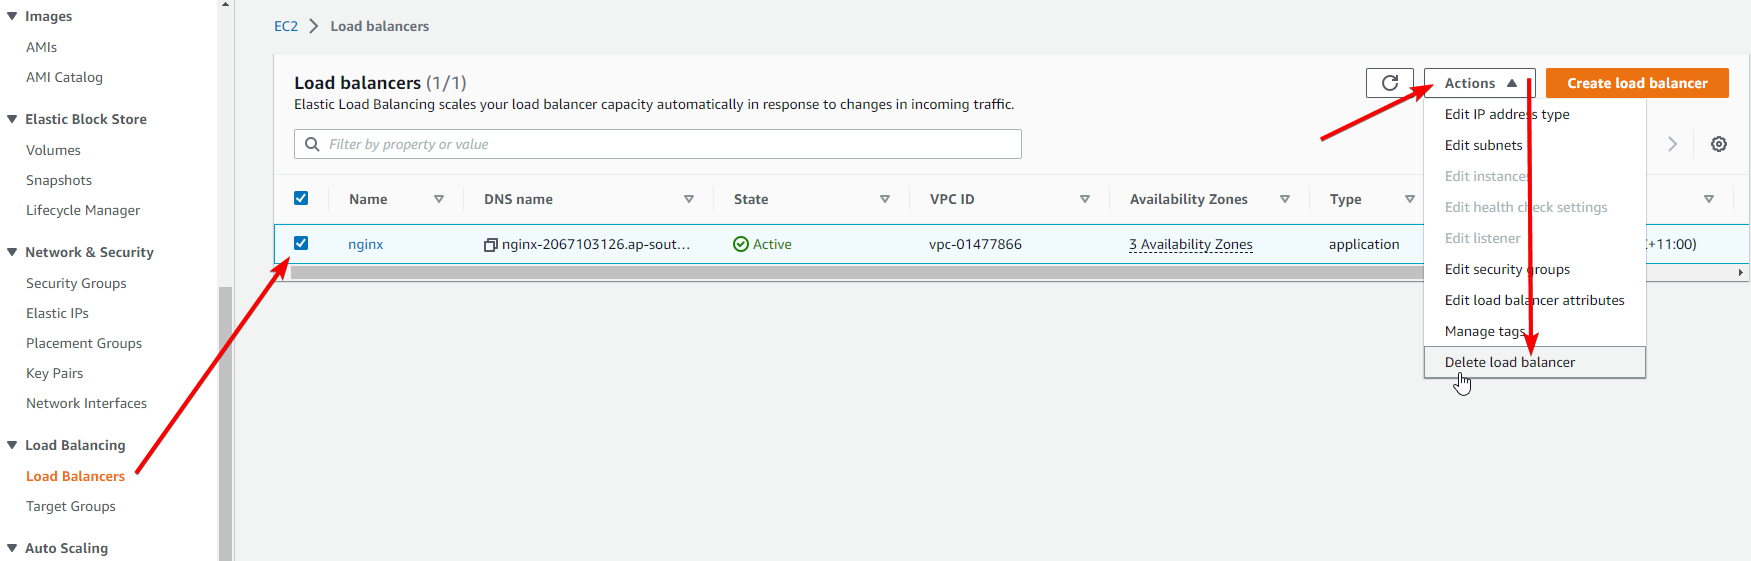 Images
AMIs
AMI Catalog
Elastic Block Store
Volumes
Snapshots
Lifecycle Manager
Network & Security
Security Groups
Elastic IPs
Placement Groups
Key Pairs
Network Interfaces
Load Balancing
Load Balancers
Target Groups
Auto Scaling
EC2 > Load balancers
Load balancers (1/1)
Elastic Load Balancing scales your load balancer capacity automatically in response to changes in incoming traffic.
Actions
Create load balancer
Filter by property or value
Name DNS name State VPC ID Availability Zones Type
nginx nginx-2067103126.ap-sout... Active vpc-01477866 3 Availability Zones application +11:00)
Edit IP address type
Edit subnets
Edit instances
Edit health check settings
Edit listener
Edit security groups
Edit load balancer attributes
Manage tags
Delete load balancer